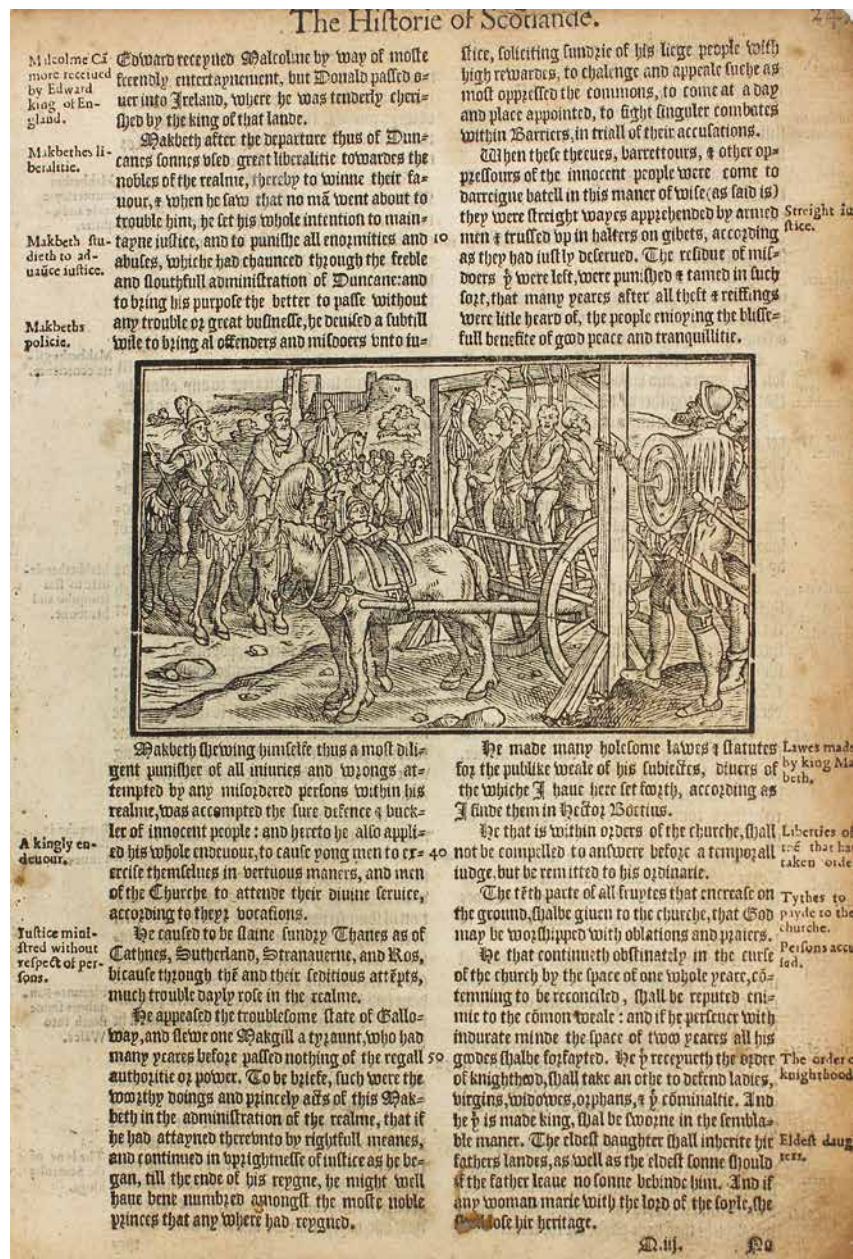 The Historie of Scotlande.
Malcolme Cā
more receiued
by Edward
king of En-
gland.
Makbethes li-
beralitie.
Makbeth stu-
dieth to ad-
uaūce iustice.
Makbeths
policie.
Edward receyued Malcolme by way of moste
freendly entertaynement, but Donald passed o-
uer into Ireland, where he was tenderly cheri-
shed by the king of that lande.
Makbeth after the departure thus of Dun-
canes sonnes vsed great liberalitie towardes the
nobles of the realme, thereby to winne their fa-
uour, & when he saw that no mā went about to
trouble him, he set his whole intention to main-
tayne iustice, and to punishe all enormities and 10
abuses, whiche had chaunced through the feeble
and slouthfull administration of Duncane: and
to bring his purpose the better to passe without
any trouble or great businesse, he deuised a subtill
wile to bring al offenders and misdoers vnto iu-
stice, soliciting sundrie of his liege people with
high rewardes, to chalenge and appeale suche as
most oppressed the commons, to come at a day
and place appointed, to fight singuler combates
within Barriers, in triall of their accusations.
When these theeues, barrettours, & other op-
pressours of the innocent people were come to
darreigne batell in this maner of wise (as said is)
they were streight wayes apprehended by armed
men & trussed vp in halters on gibets, according
as they had iustly deserued. The residue of mis-
doers yͭ were left, were punished & tamed in such
sort, that many yeares after all theft & reiffings
were litle heard of, the people enioying the blisse-
full benefite of good peace and tranquillitie.
Streight iu
stice.
Makbeth shewing himselfe thus a most dili-
gent punisher of all iniuries and wrongs at-
tempted by any misordered persons within his
realme, was accompted the sure defence & buck-
ler of innocent people: and hereto he also appli-
ed his whole endeuour, to cause yong men to ex- 40
ercise themselues in vertuous maners, and men
of the Churche to attende their diuine seruice,
according to theyr vocations.
He caused to be slaine sundry Thanes as of
Cathnes, Sutherland, Stranauerne, and Ros,
bicause through thē and their seditious attēpts,
much trouble dayly rose in the realme.
He appeased the troublesome state of Gallo-
way, and slewe one Makgill a tyraunt, who had
many yeares before passed nothing of the regall 50
authoritie or power. To be briefe, such were the
woorthy doings and princely acts of this Mak-
beth in the administration of the realme, that if
he had attayned therevnto by rightfull meanes,
and continued in vprightnesse of iustice as he be-
gan, till the ende of his reygne, he might well
haue bene numbred amongst the moste noble
princes that any where had reygned.
A kingly en-
deuour.
Iustice mini-
stred without
respect of per-
sons.
He made many holesome lawes & statutes
for the publike weale of his subiectes, diuers of
the whiche I haue here set foorth, according as
I finde them in Hector Boetius.
He that is within orders of the churche, shall
not be compelled to answere before a temporall
iudge, but be remitted to his ordinarie.
The tēth parte of all fruytes that encrease on
the ground, shalbe giuen to the churche, that God
may be worshipped with oblations and praiers.
He that continueth obstinately in the curse
of the church by the space of one whole yeare, cō-
temning to be reconciled, shall be reputed eni-
mie to the cōmon weale: and if he perseuer with
indurate minde the space of two yeares all his
goodes shalbe forfayted. He yͭ receyueth the order
of knighthood, shall take an othe to defend ladies,
virgins, widowes, orphans, & yͤ cōminaltie. And
he yͭ is made king, shal be sworne in the sembla-
ble maner. The eldest daughter shall inherite hir
fathers landes, as well as the eldest sonne should
if the father leaue no sonne behinde him. And if
any woman marie with the lord of the soyle, she
lose hir heritage.
Lawes made
by king Ma
beth.
Liberties of
that ha
taken orde
Tythes to
payde to the
churche.
Persons accu
sed.
The order o
knighthood
Eldest daug
ters.
M.iij. No